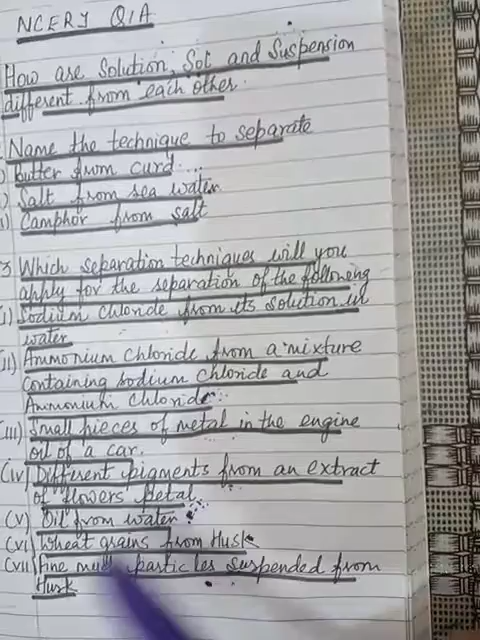 NCERT Q/A
How are Solution, Sol and Suspension
different from each other.
Name the technique to separate
) Butter from curd...
) Salt from sea water
i) Camphor from salt
3 Which separation techniques will you
apply for the separation of the following
i) Sodium chloride from its solution in
water
ii) Ammonium chloride from a mixture
containing sodium chloride and
Ammonium chloride
(iii) Small pieces of metal in the engine
oil of a car.
(iv) Different pigments from an extract
of flowers petal
(v) Oil from water
(vi) Wheat grains from Husk
(vii) Fine particles suspended from
Husk